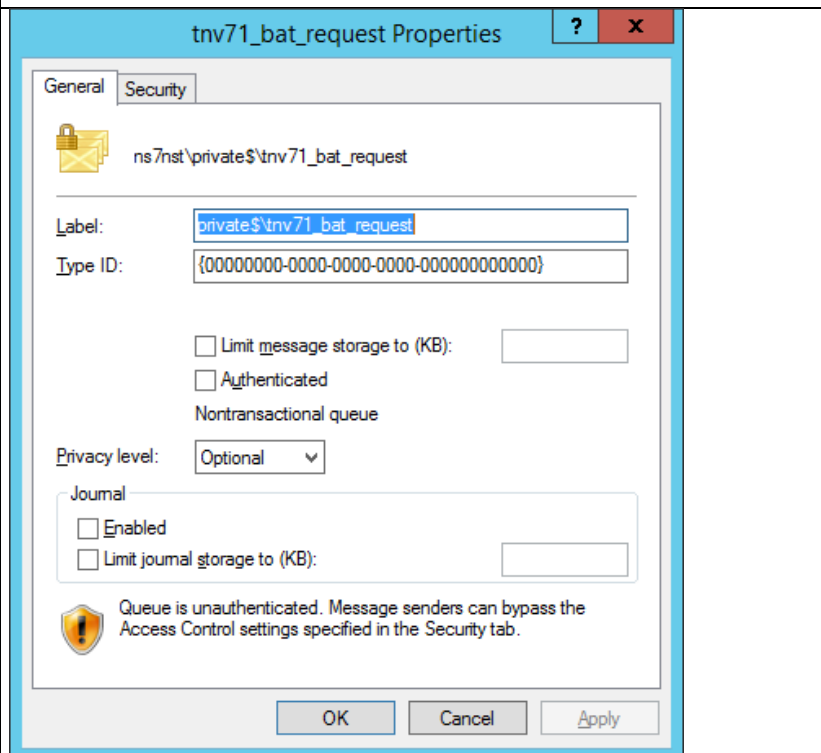 tnv71_bat_request Properties
?
x
General
Security
ns7nst\private$\tnv71_bat_request
Label:
private$\tnv71_bat_request
Type ID:
{00000000-0000-0000-0000-000000000000}
Limit message storage to (KB):
Authenticated
Nontransactional queue
Privacy level:
Optional
Journal
Enabled
Limit journal storage to (KB):
Queue is unauthenticated. Message senders can bypass the
Access Control settings specified in the Security tab.
OK
Cancel
Apply